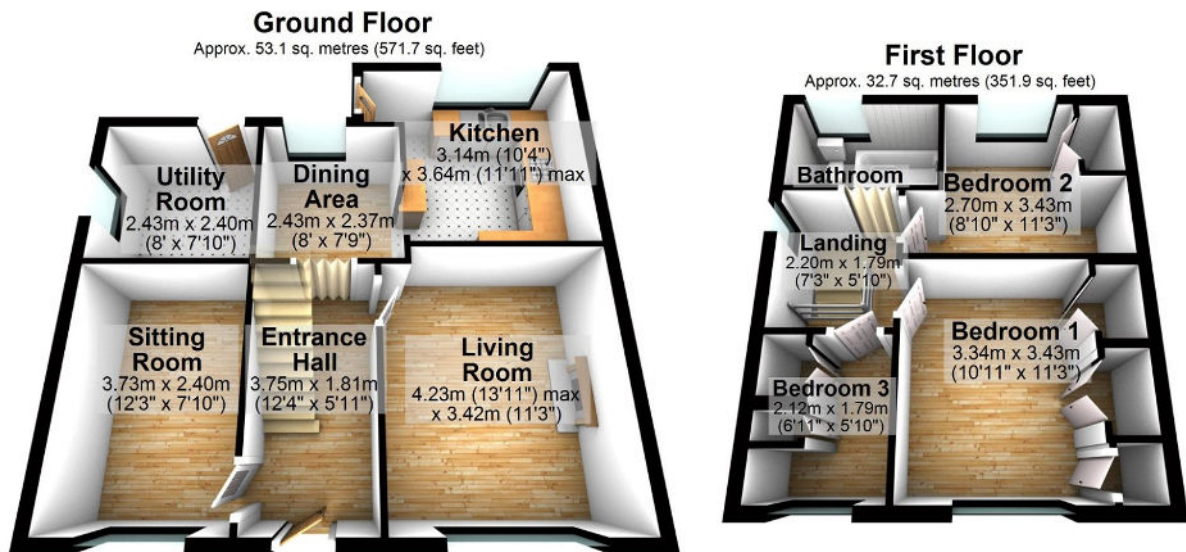 Ground Floor
Approx. 53.1 sq. metres (571.7 sq. feet)
Kitchen
3.14m (10'4")
x 3.64m (11'11") max
Utility
Room
2.43m x 2.40m
(8' x 7'10")
Dining
Area
2.43m x 2.37m
(8' x 7'9")
Sitting
Room
3.73m x 2.40m
(12'3" x 7'10")
Entrance
Hall
3.75m x 1.81m
(12'4" x 5'11")
Living
Room
4.23m (13'11") max
x 3.42m (11'3")
First Floor
Approx. 32.7 sq. metres (351.9 sq. feet)
Bathroom
Bedroom 2
2.70m x 3.43m
(8'10" x 11'3")
Landing
2.20m x 1.79m
(7'3" x 5'10")
Bedroom 1
3.34m x 3.43m
(10'11" x 11'3")
Bedroom 3
2.12m x 1.79m
(6'11" x 5'10")